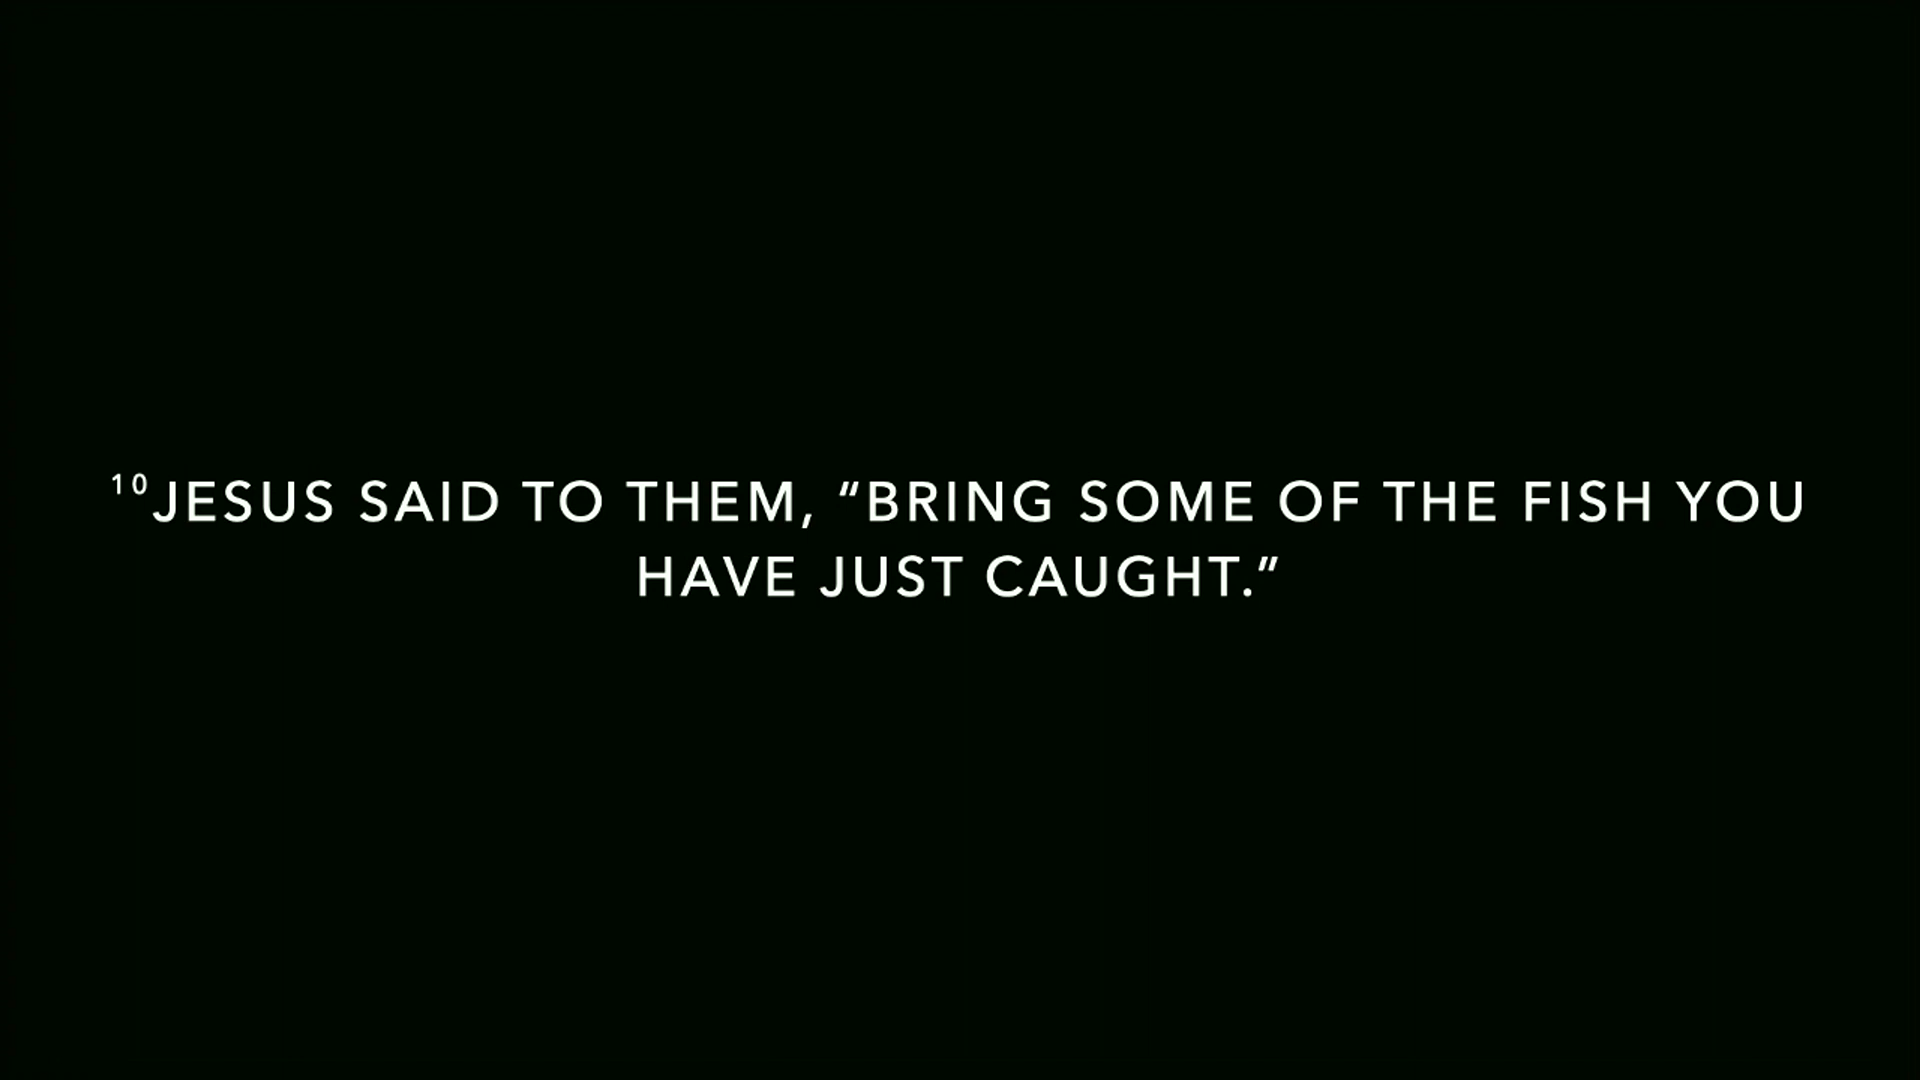 ¹⁰JESUS SAID TO THEM, “BRING SOME OF THE FISH YOU
HAVE JUST CAUGHT.”